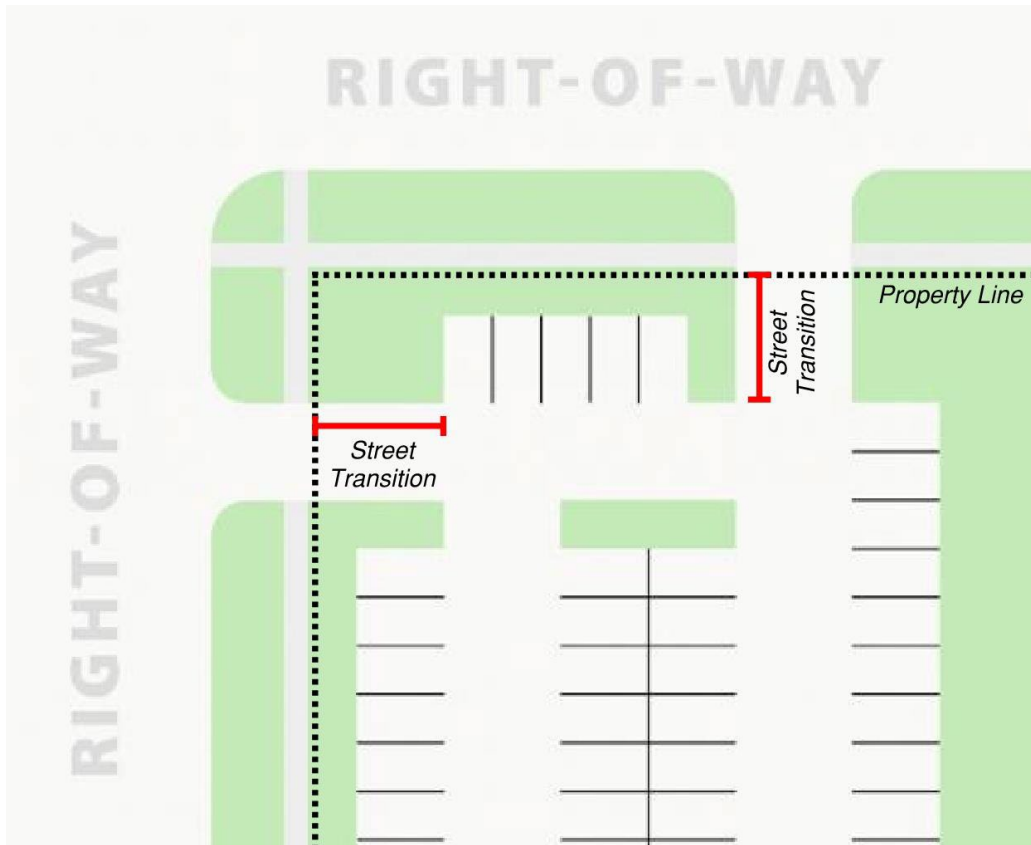 RIGHT-OF-WAY
RIGHT-OF-WAY
Property Line
Street
Transition
Street
Transition